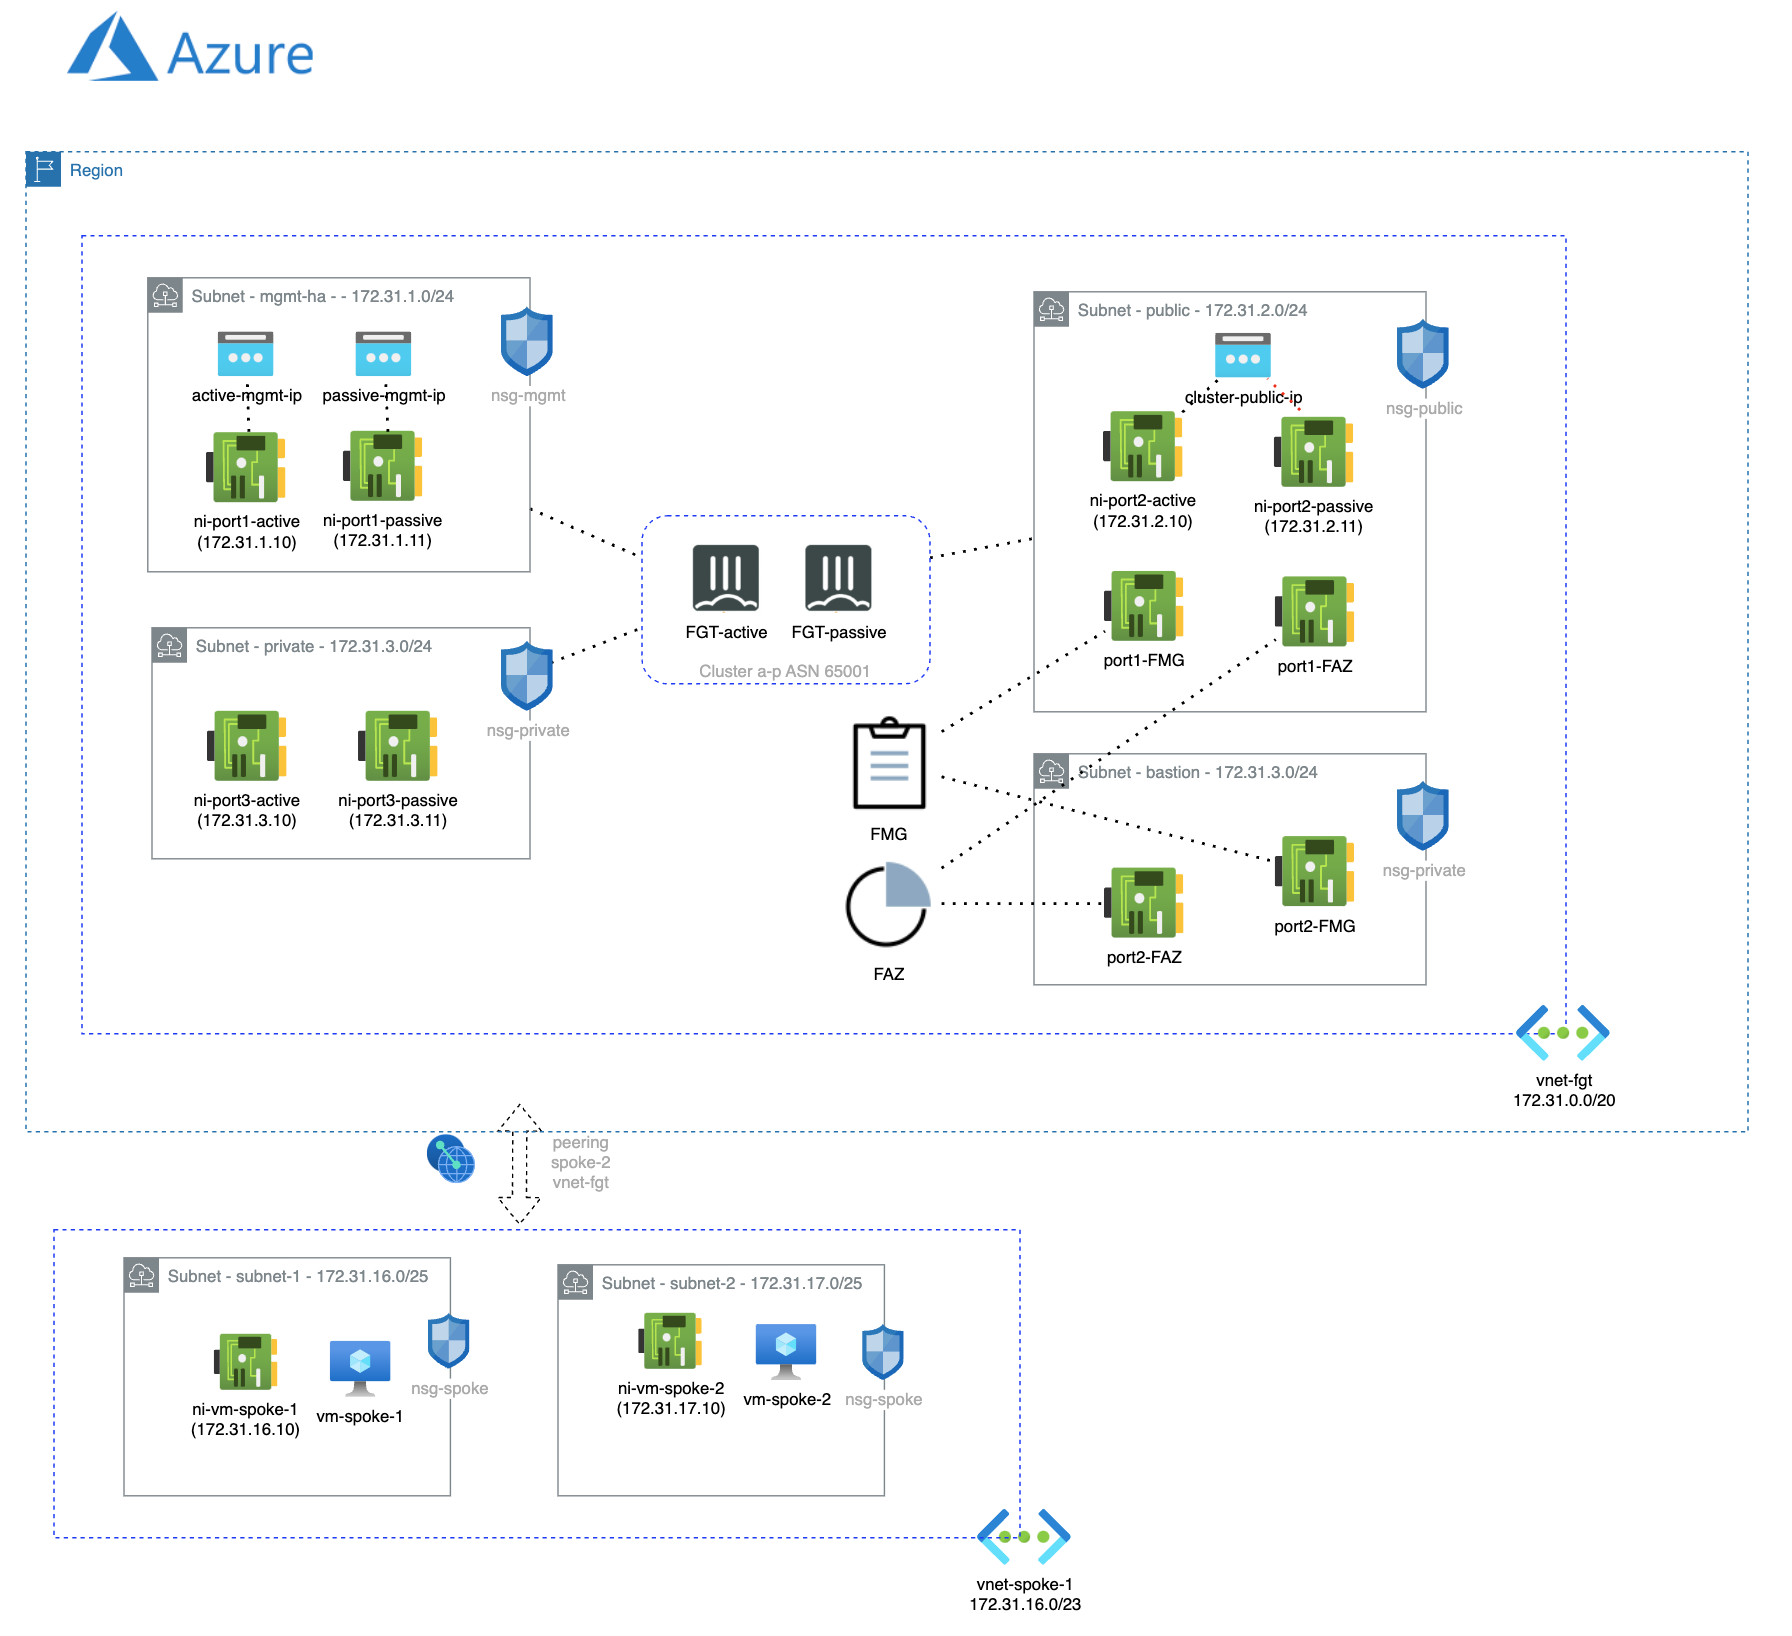 Azure
Region
Subnet - mgmt-ha - - 172.31.1.0/24
active-mgmt-ip
passive-mgmt-ip
nsg-mgmt
ni-port1-active
(172.31.1.10)
ni-port1-passive
(172.31.1.11)
Subnet - public - 172.31.2.0/24
cluster-public-ip
nsg-public
ni-port2-active
(172.31.2.10)
ni-port2-passive
(172.31.2.11)
port1-FMG
port1-FAZ
FGT-active
FGT-passive
Cluster a-p ASN 65001
Subnet - private - 172.31.3.0/24
nsg-private
ni-port3-active
(172.31.3.10)
ni-port3-passive
(172.31.3.11)
FMG
FAZ
Subnet - bastion - 172.31.3.0/24
nsg-private
port2-FAZ
port2-FMG
vnet-fgt
172.31.0.0/20
peering
spoke-2
vnet-fgt
Subnet - subnet-1 - 172.31.16.0/25
ni-vm-spoke-1
(172.31.16.10)
vm-spoke-1
nsg-spoke
Subnet - subnet-2 - 172.31.17.0/25
ni-vm-spoke-2
(172.31.17.10)
vm-spoke-2
nsg-spoke
vnet-spoke-1
172.31.16.0/23